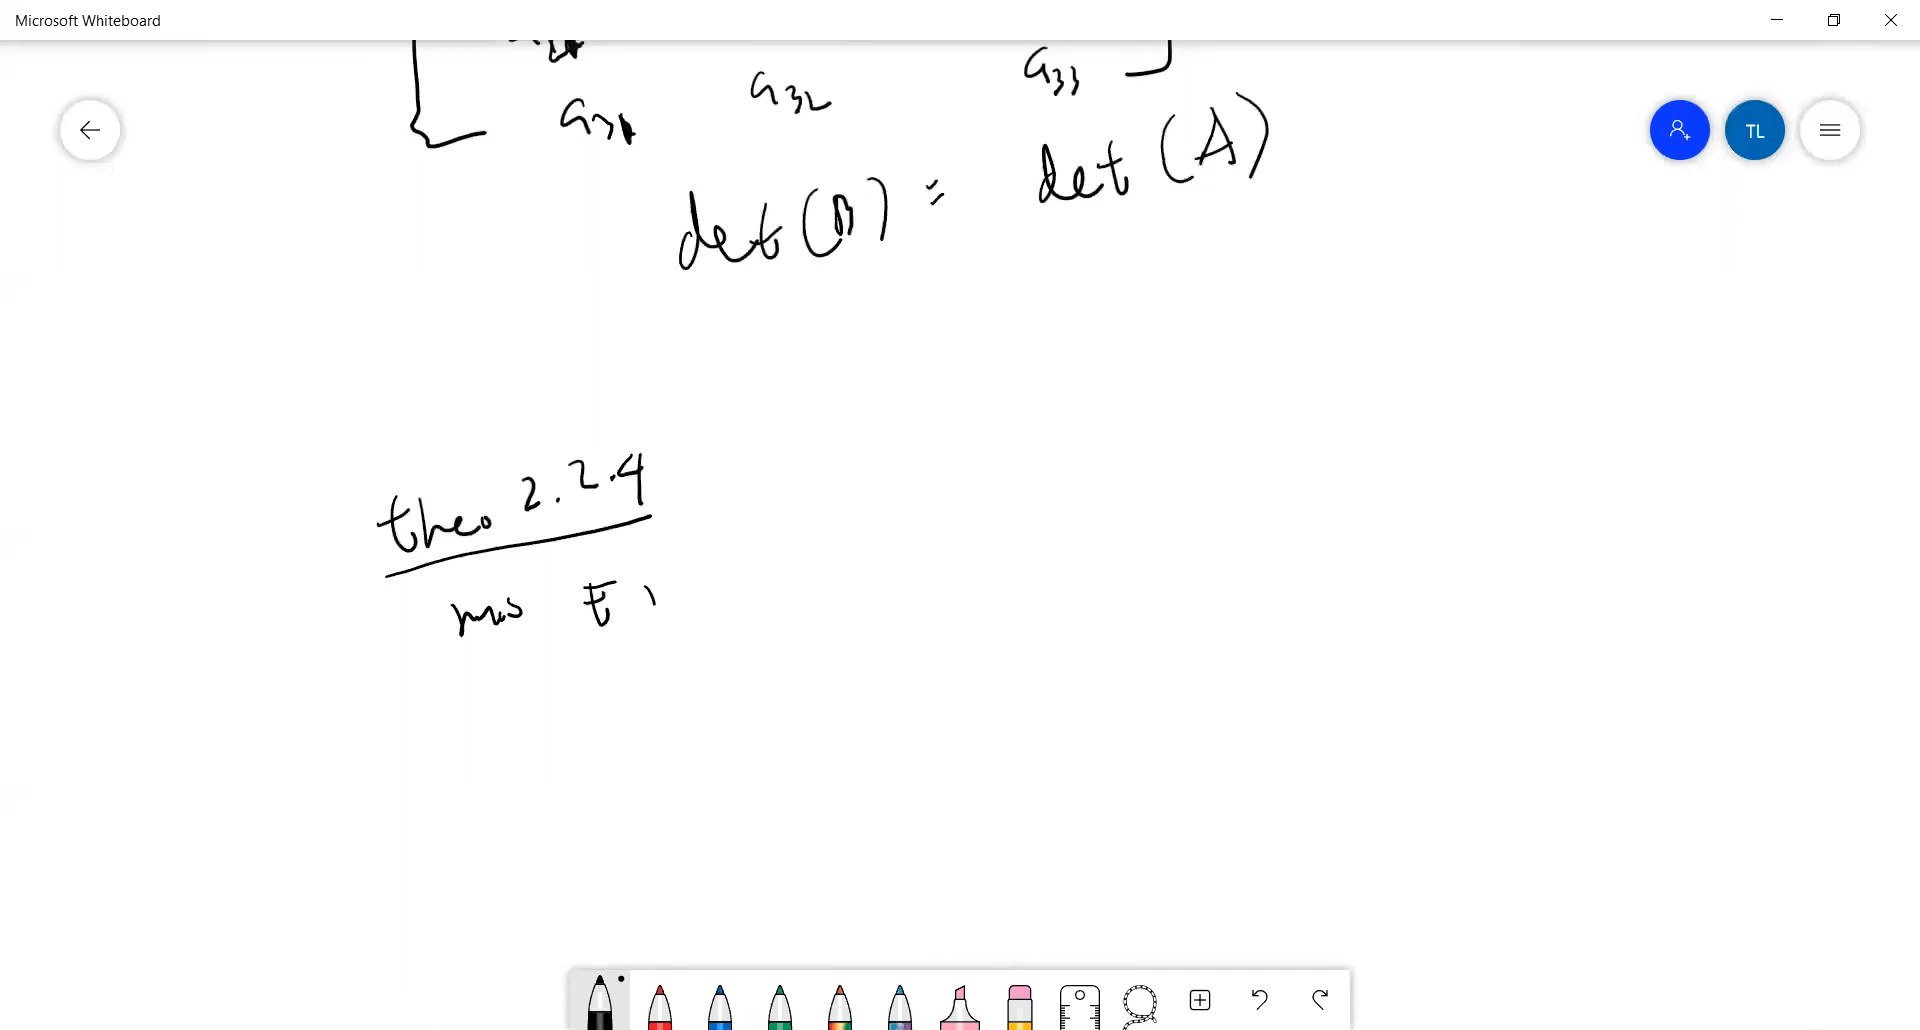 Microsoft Whiteboard
a31 a32 a33
det (B) = det (A)
TL
theo 2.2.4
E